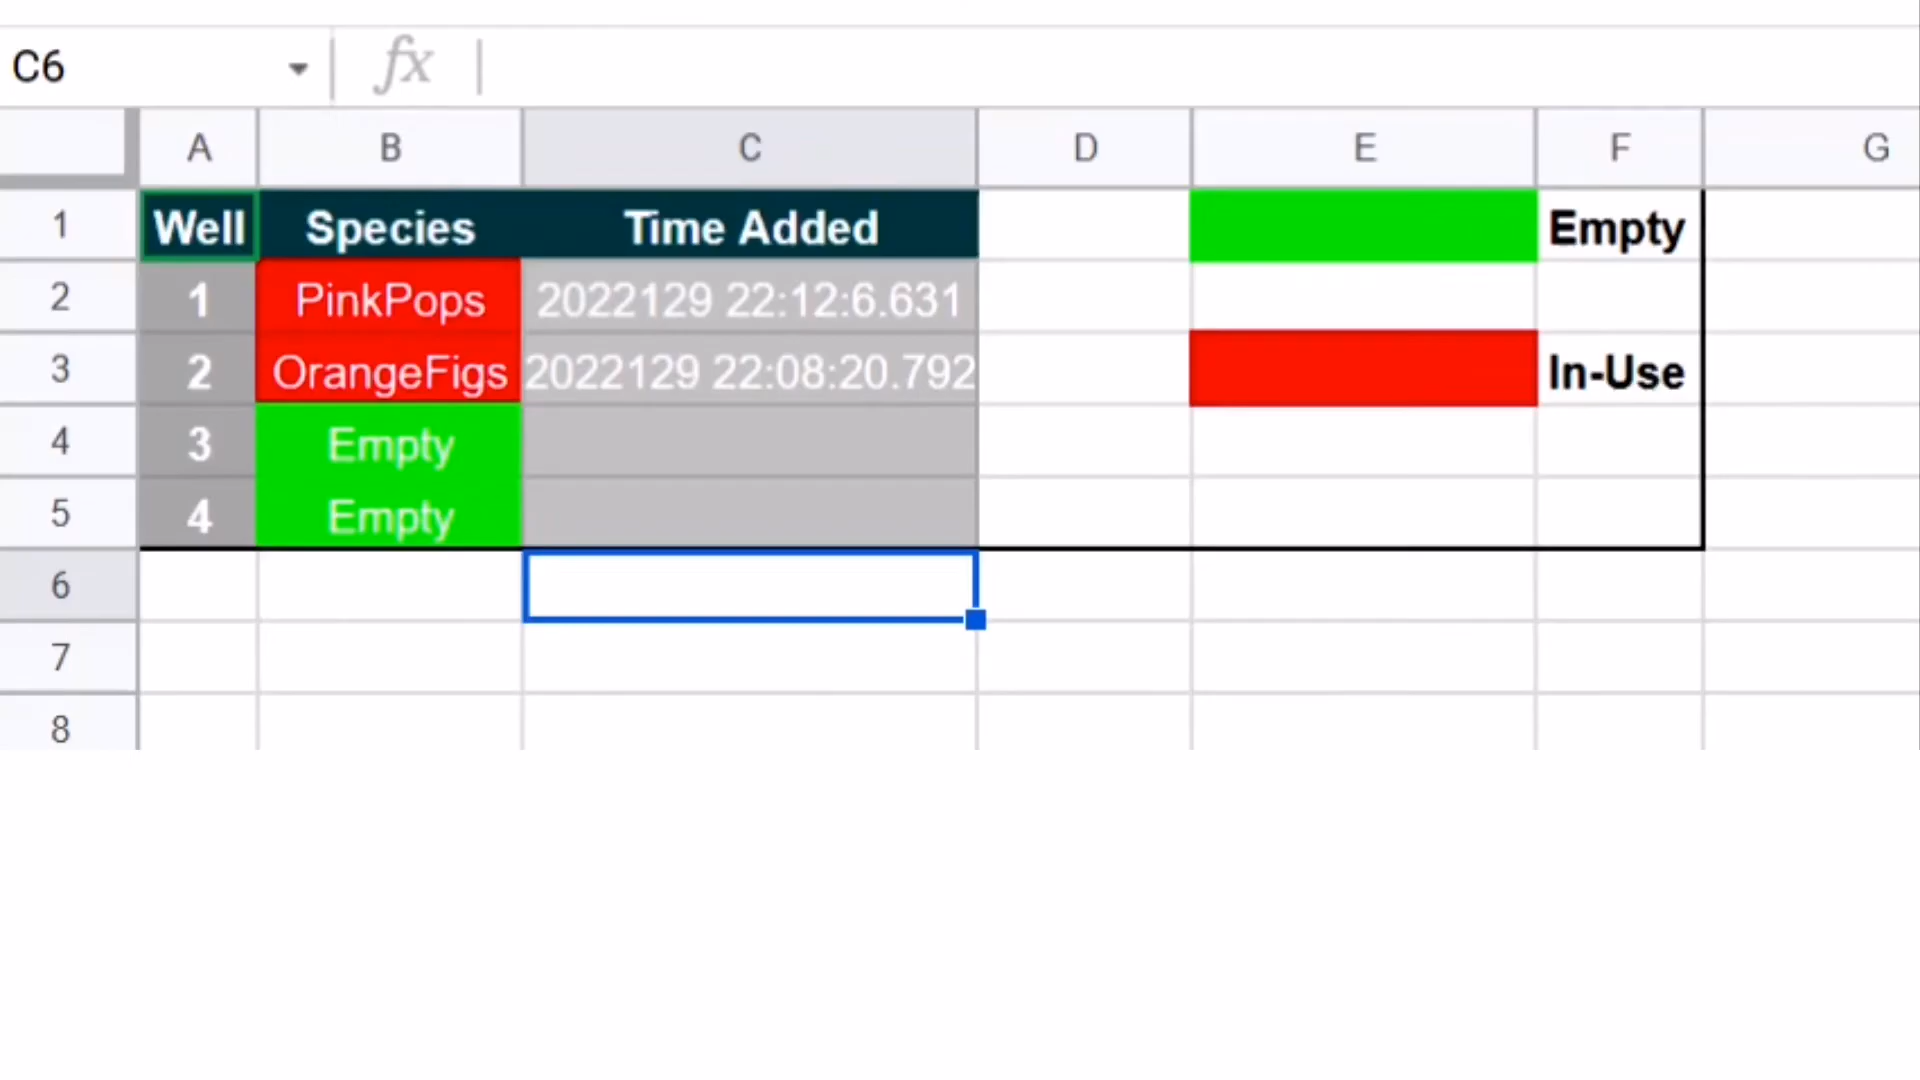 C6 fx
A B C D E F G
1 Well Species Time Added Empty
2 1 PinkPops 2022129 22:12:6.631
3 2 OrangeFigs 2022129 22:08:20.792 In-Use
4 3 Empty
5 4 Empty
6
7
8